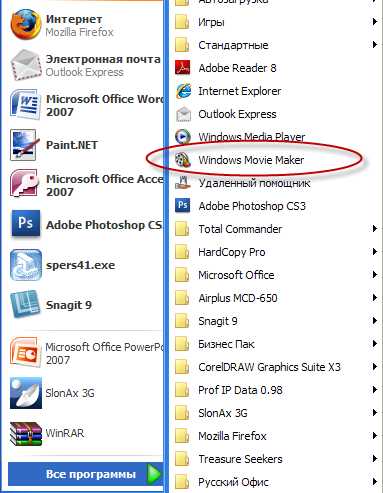 Интернет
Mozilla Firefox
Электронная почта
Outlook Express
Microsoft Office Word
2007
Paint.NET
Microsoft Office Acce
2007
Adobe Photoshop CS3
spers41.exe
Snagit 9
Microsoft Office PowerPo
2007
SlonAx 3G
WinRAR
Все программы
Автозагрузка
Игры
Стандартные
Adobe Reader 8
Internet Explorer
Outlook Express
Windows Media Player
Windows Movie Maker
Удаленный помощник
Adobe Photoshop CS3
Total Commander
HardCopy Pro
Microsoft Office
Airplus MCD-650
Snagit 9
Бизнес Пак
CorelDRAW Graphics Suite X3
Prof IP Data 0.98
SlonAx 3G
Mozilla Firefox
Treasure Seekers
Русский Офис